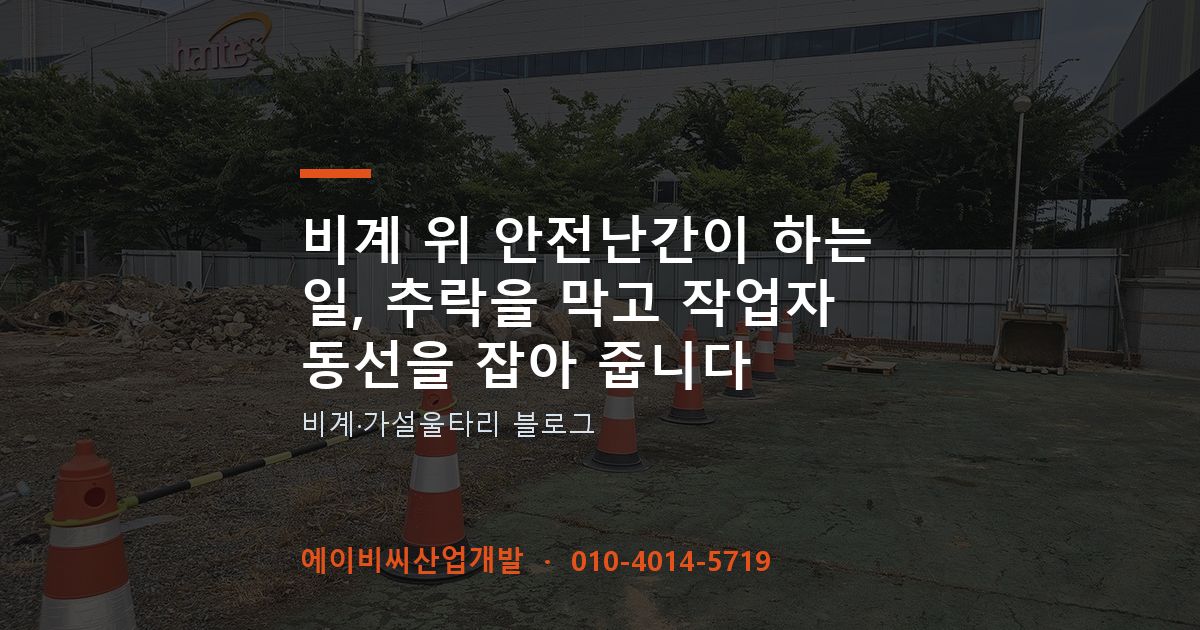 hantes
비계 위 안전난간이 하는
일, 추락을 막고 작업자
동선을 잡아 줍니다
비계·가설울타리 블로그
에이비씨산업개발 · 010-4014-5719